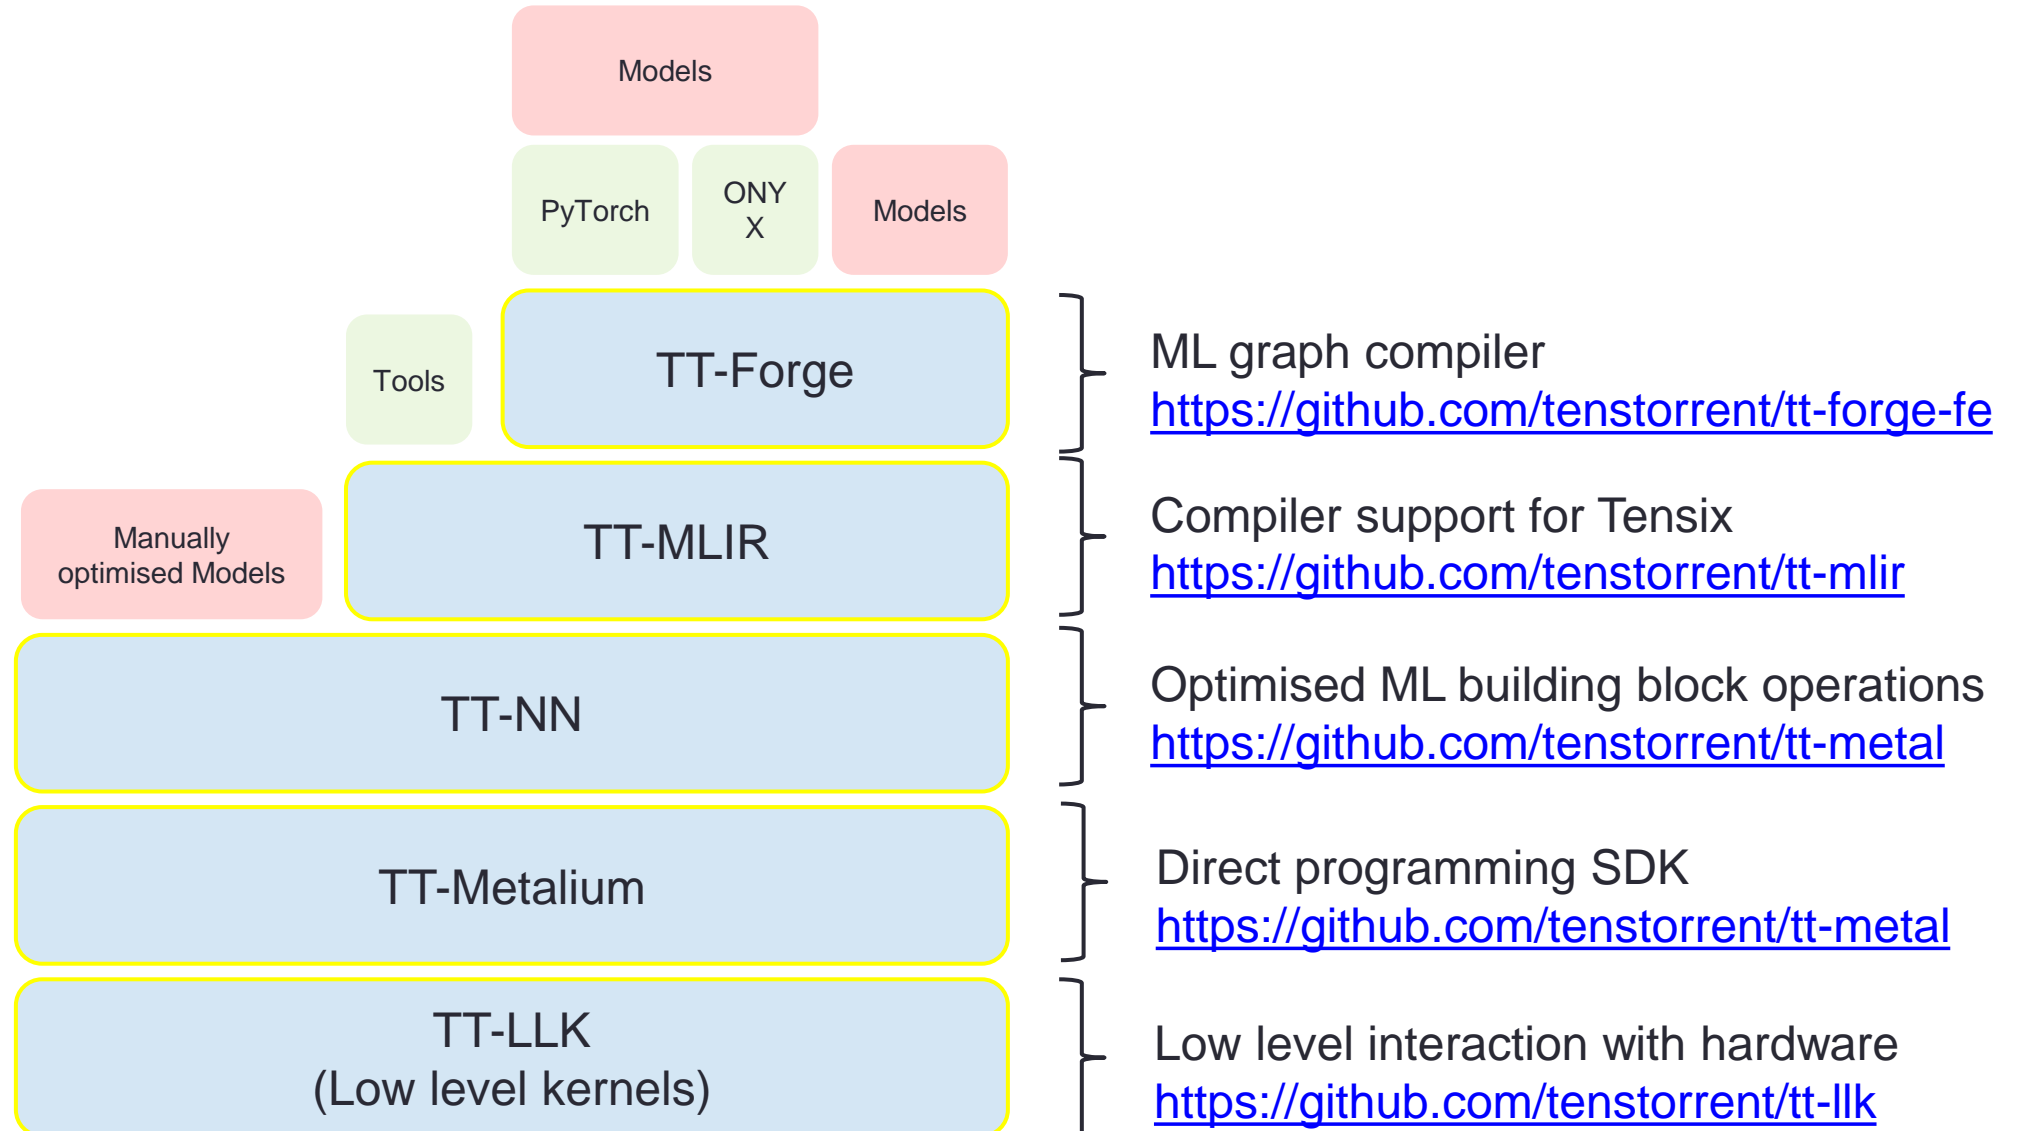 Models
PyTorch
ONY
X
Models
Tools
TT-Forge
ML graph compiler
https://github.com/tenstorrent/tt-forge-fe
Manually
optimised Models
TT-MLIR
Compiler support for Tensix
https://github.com/tenstorrent/tt-mlir
TT-NN
Optimised ML building block operations
https://github.com/tenstorrent/tt-metal
TT-Metalium
Direct programming SDK
https://github.com/tenstorrent/tt-metal
TT-LLK
(Low level kernels)
Low level interaction with hardware
https://github.com/tenstorrent/tt-llk